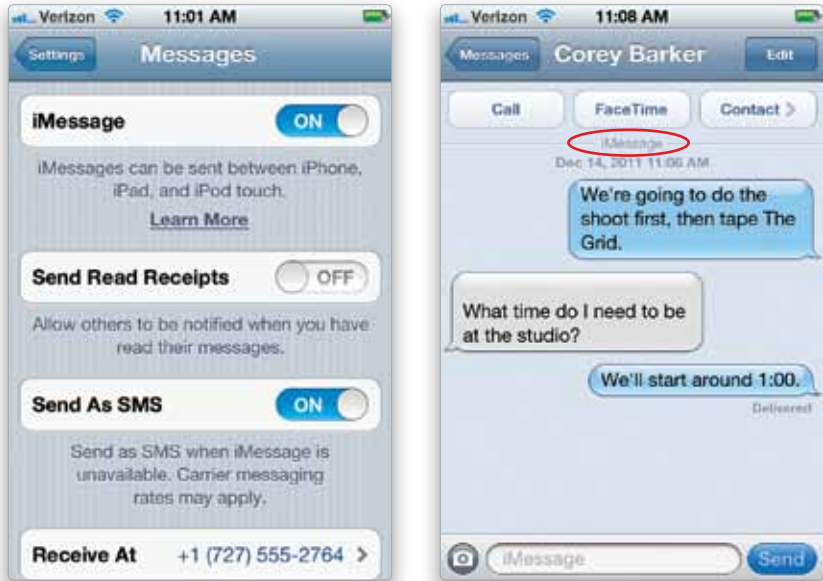 Verizon 11:01 AM
Settings Messages
iMessage ON
iMessages can be sent between iPhone,
iPad, and iPod touch.
Learn More
Send Read Receipts OFF
Allow others to be notified when you have
read their messages.
Send As SMS ON
Send as SMS when iMessage is
unavailable. Carrier messaging
rates may apply.
Receive At +1 (727) 555-2764 >
Verizon 11:08 AM
Messages Corey Barker Edit
Call FaceTime Contact >
iMessage
Dec 14, 2011 11:06 AM
We're going to do the
shoot first, then tape The
Grid.
What time do I need to be
at the studio?
We'll start around 1:00.
Delivered
iMessage Send